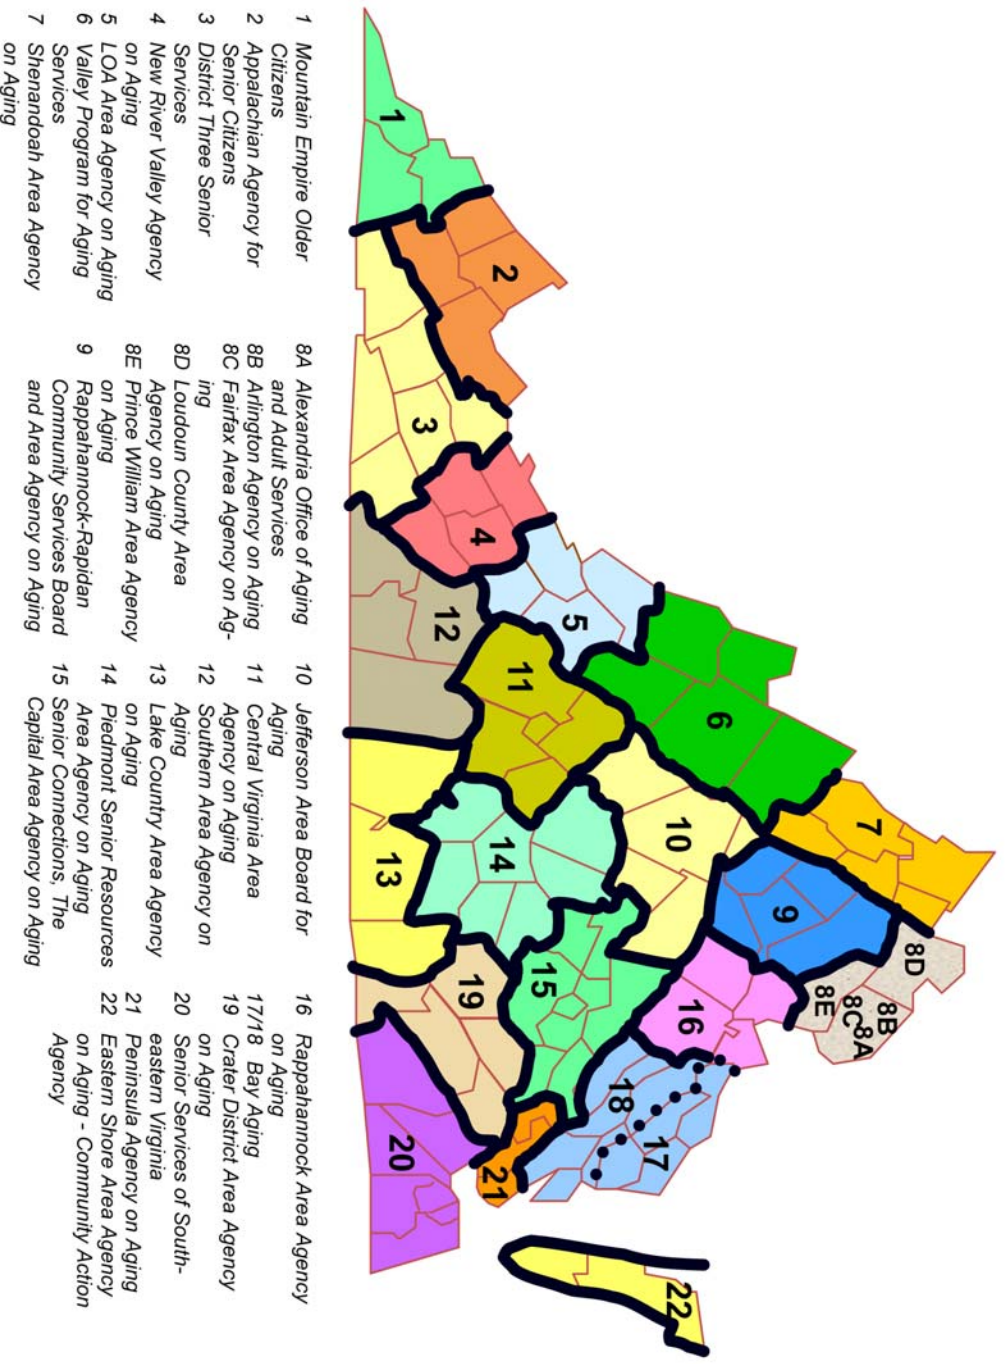 1
2
3
4
5
6
7
8D
8B
8C
8A
8E
9
10
11
12
13
14
15
16
17
18
19
20
21
22
1 Mountain Empire Older
Citizens
2 Appalachian Agency for
Senior Citizens
3 District Three Senior
Services
4 New River Valley Agency
on Aging
5 LOA Area Agency on Aging
6 Valley Program for Aging
Services
7 Shenandoah Area Agency
on Aging
8A Alexandria Office of Aging
and Adult Services
8B Arlington Agency on Aging
8C Fairfax Area Agency on Ag-
ing
8D Loudoun County Area
Agency on Aging
8E Prince William Area Agency
on Aging
9 Rappahannock-Rapidan
Community Services Board
and Area Agency on Aging
10 Jefferson Area Board for
Aging
11 Central Virginia Area
Agency on Aging
12 Southern Area Agency on
Aging
13 Lake Country Area Agency
on Aging
14 Piedmont Senior Resources
Area Agency on Aging
15 Senior Connections, The
Capital Area Agency on Aging
16 Rappahannock Area Agency
on Aging
17/18 Bay Aging
19 Crater District Area Agency
on Aging
20 Senior Services of South-
eastern Virginia
21 Peninsula Agency on Aging
22 Eastern Shore Area Agency
on Aging - Community Action
Agency